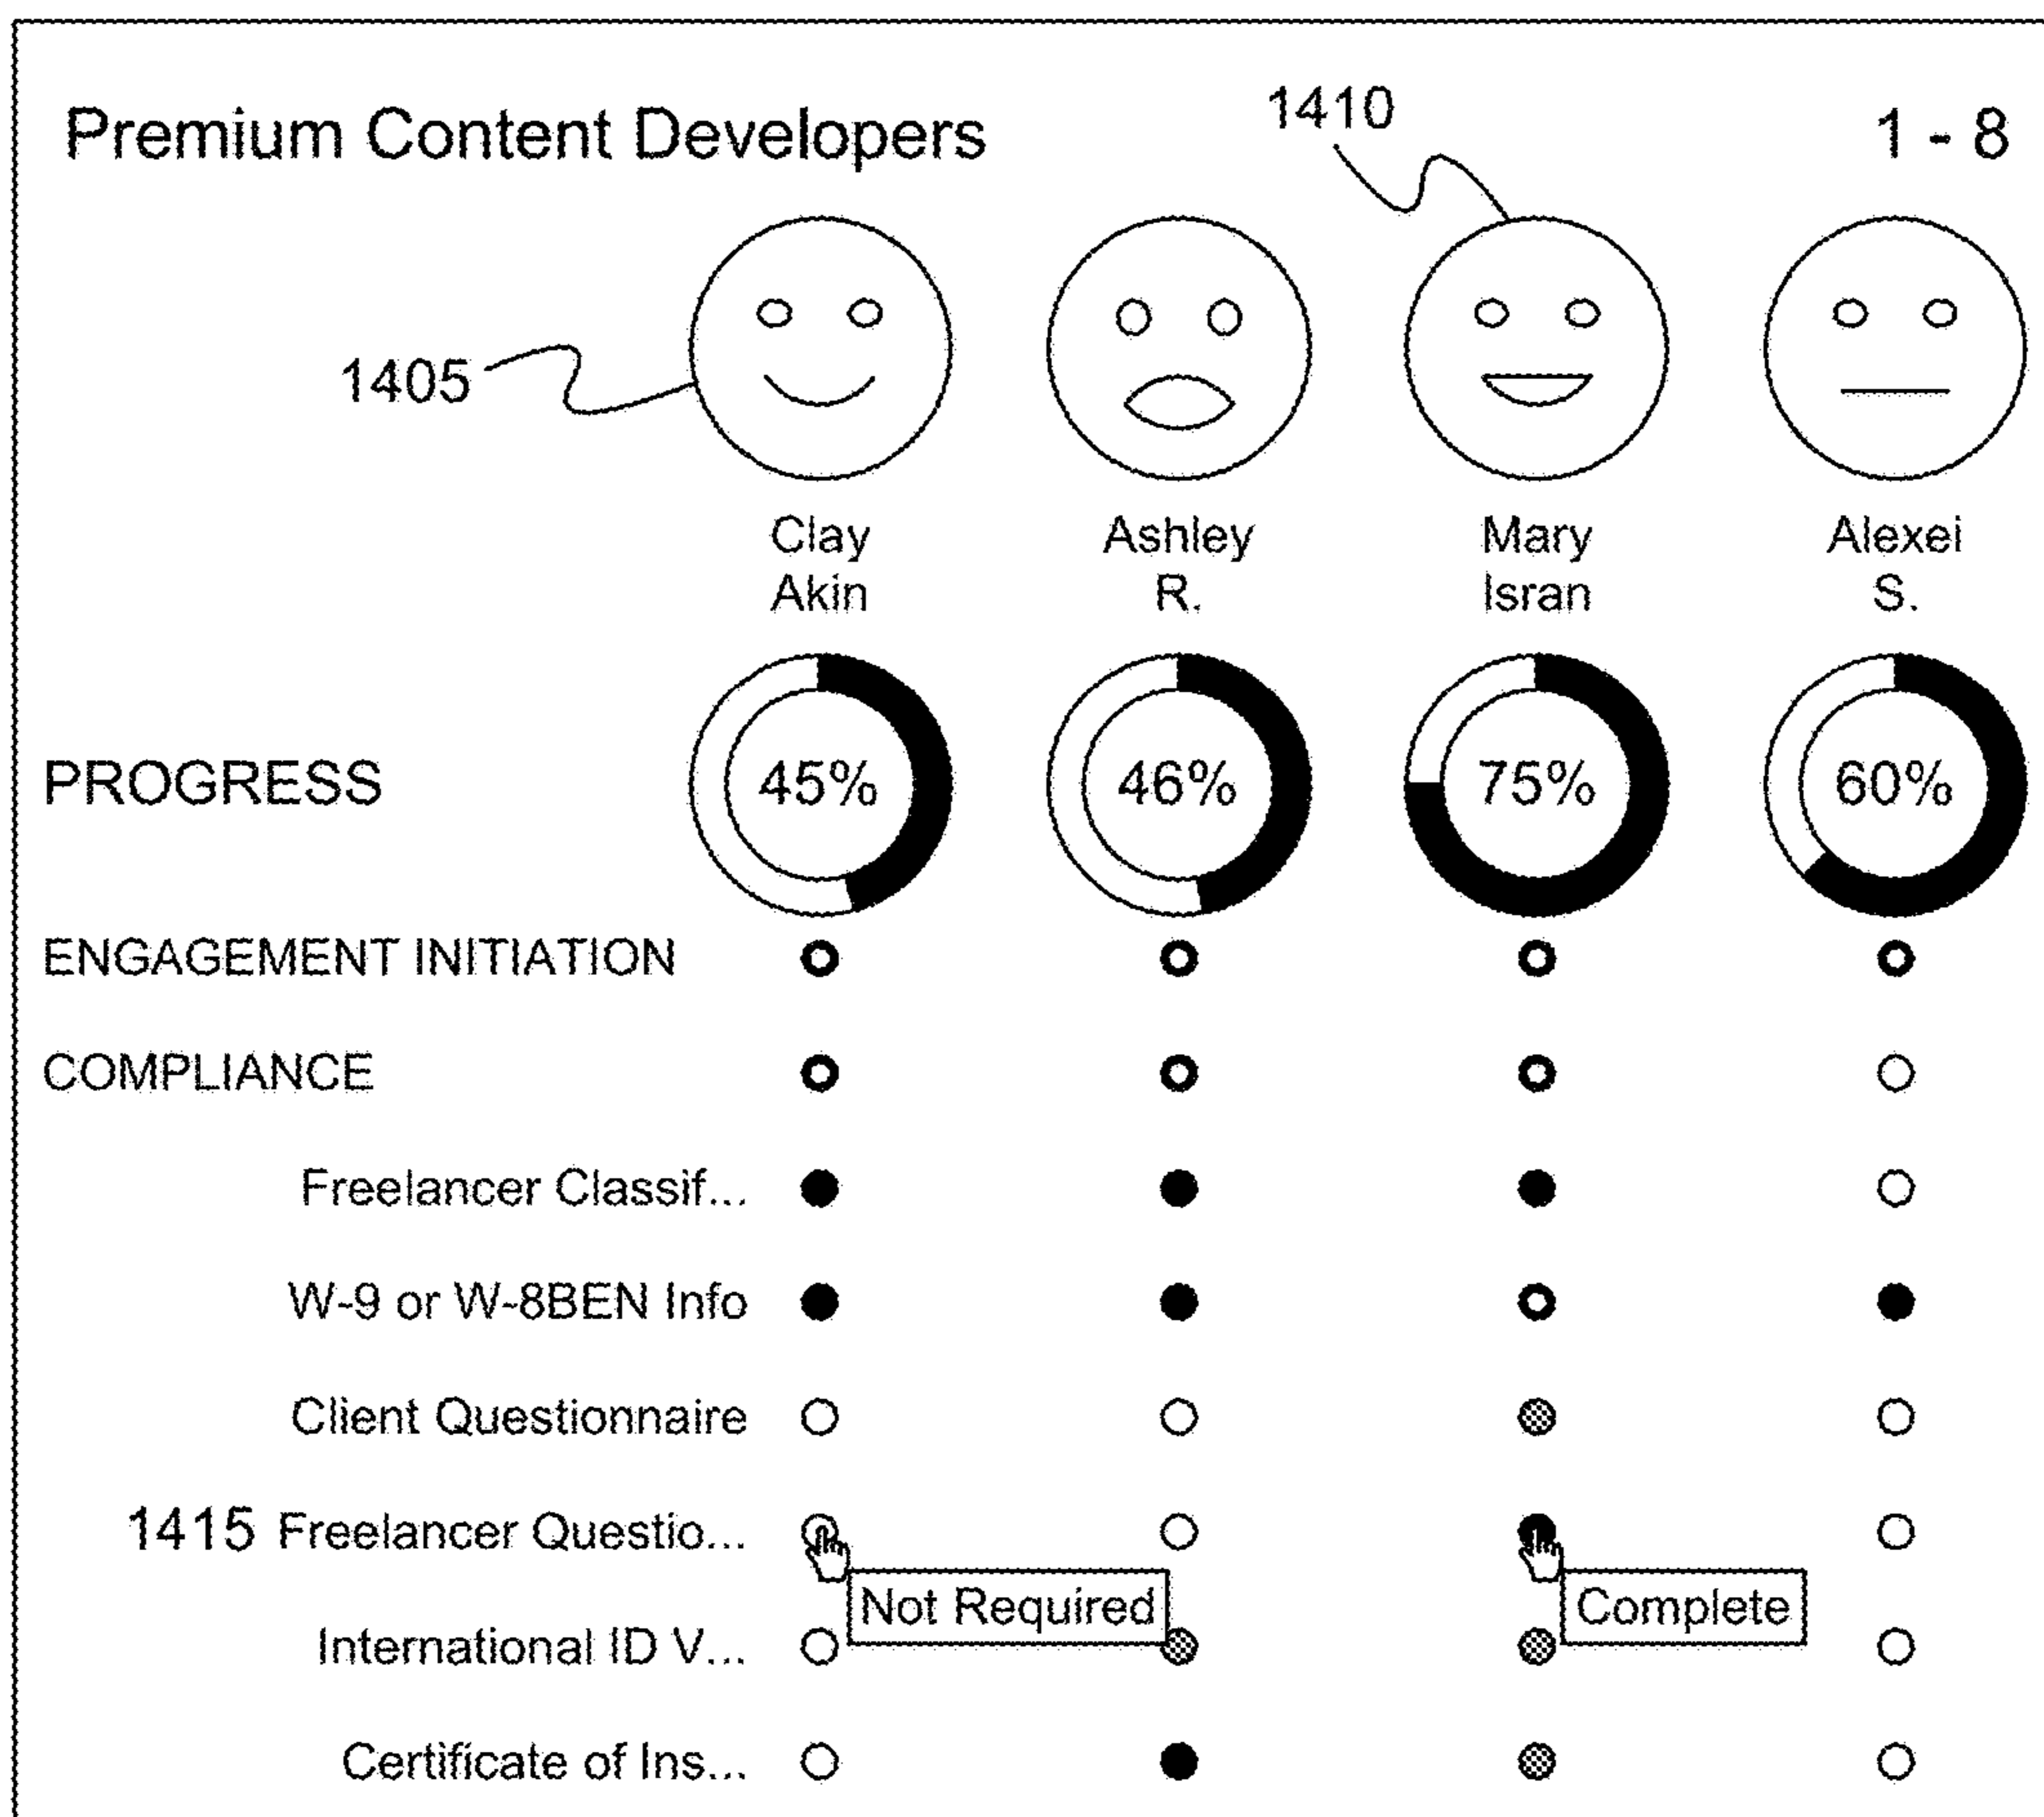 Premium Content Developers
1410
1 - 8
1405
Clay
Akin
Ashley
R.
Mary
Isran
Alexei
S.
PROGRESS
45%
46%
75%
60%
ENGAGEMENT INITIATION
COMPLIANCE
Freelancer Classif...
W-9 or W-8BEN Info
Client Questionnaire
1415 Freelancer Questio...
Not Required
Complete
International ID V...
Certificate of Ins...